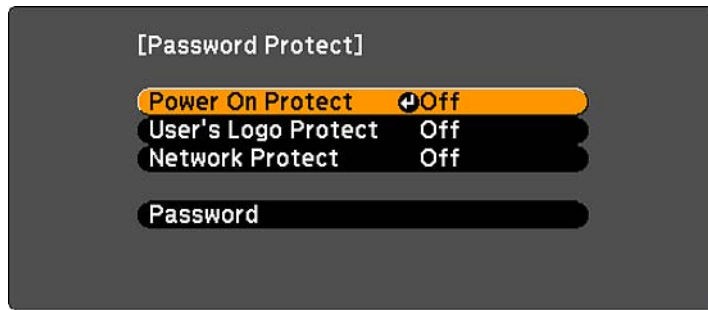 [Password Protect]
Power On Protect Off
User's Logo Protect Off
Network Protect Off
Password